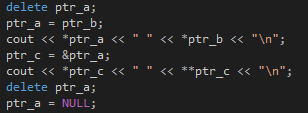 delete ptr_a;
ptr_a = ptr_b;
cout << *ptr_a << " " << *ptr_b << "\n";
ptr_c = &ptr_a;
cout << *ptr_c << " " << **ptr_c << "\n";
delete ptr_a;
ptr_a = NULL;